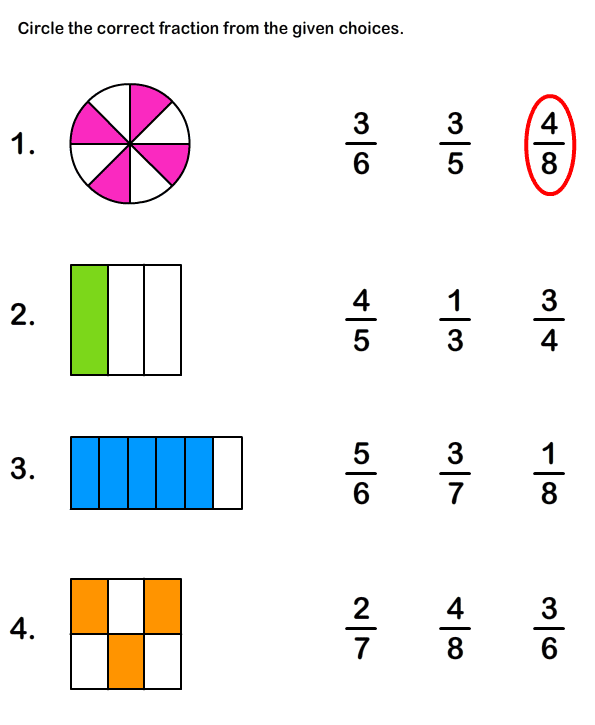 Circle the correct fraction from the given choices.
1. 3/6 3/5 4/8
2. 4/5 1/3 3/4
3. 5/6 3/7 1/8
4. 2/7 4/8 3/6